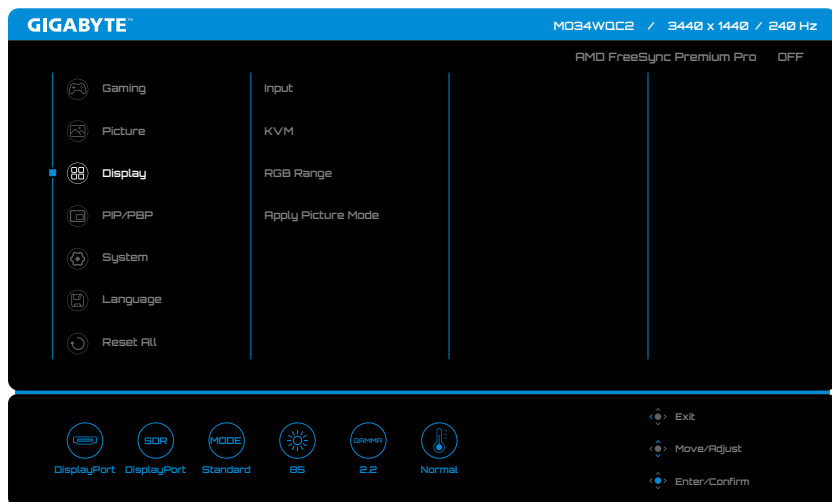 GIGABYTE™
MO34WQC2 / 3440 x 1440 / 240 Hz
AMD FreeSync Premium Pro OFF
Gaming
Picture
Display
PIP/PBP
System
Language
Reset All
Input
KVM
RGB Range
Apply Picture Mode
SDR
MODE
GAMMA
DisplayPort
DisplayPort
Standard
85
2.2
Normal
Exit
Move/Adjust
Enter/Confirm